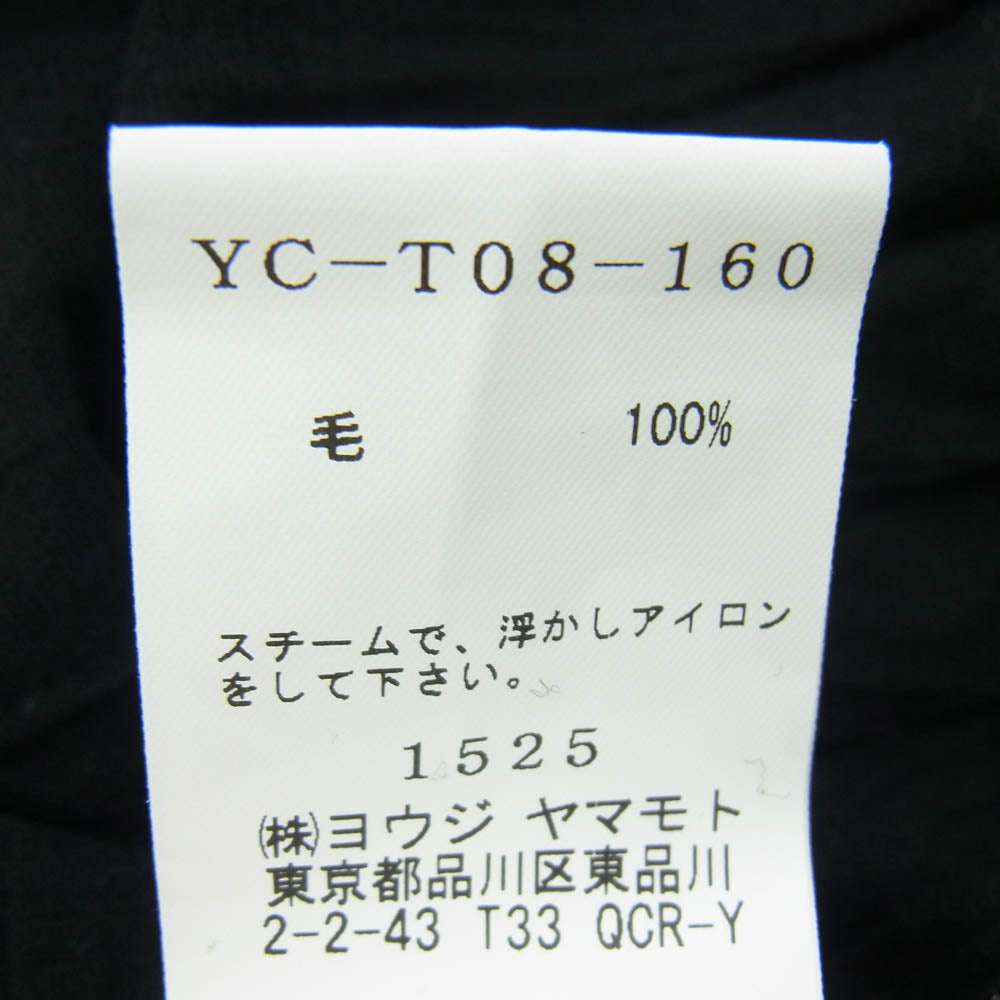 YC-T08-160
毛 100%
スチームで、浮かしアイロン
をして下さい。
1525
(株)ヨウジ ヤマモト
東京都品川区東品川
2-2-43 T33 QCR-Y